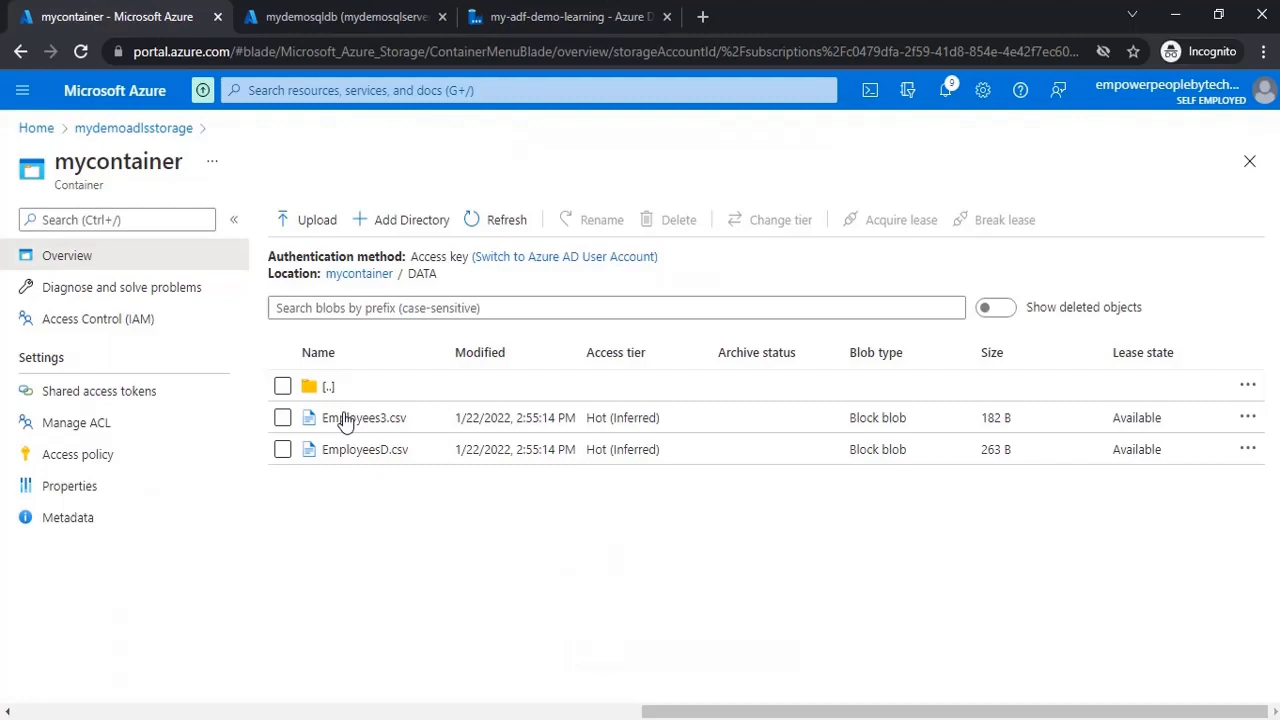 mycontainer - Microsoft Azure
mydemosqldb (mydemosqlserve
my-adf-demo-learning - Azure D
portal.azure.com/#blade/Microsoft_Azure_Storage/ContainerMenuBlade/overview/storageAccountId/%2Fsubscriptions%2Fc0479dfa-2f59-41d8-854e-4e42f7ec60...
Incognito
Microsoft Azure
Search resources, services, and docs (G+/)
9
empowerpeoplebytech...
SELF EMPLOYED
Home > mydemoadlsstorage >
mycontainer ...
Container
Search (Ctrl+/)
«
Upload
Add Directory
Refresh
Rename
Delete
Change tier
Acquire lease
Break lease
Overview
Diagnose and solve problems
Access Control (IAM)
Settings
Shared access tokens
Manage ACL
Access policy
Properties
Metadata
Authentication method: Access key (Switch to Azure AD User Account)
Location: mycontainer / DATA
Search blobs by prefix (case-sensitive)
Show deleted objects
Name Modified Access tier Archive status Blob type Size Lease state
[..]
Employees3.csv 1/22/2022, 2:55:14 PM Hot (Inferred) Block blob 182 B Available
EmployeesD.csv 1/22/2022, 2:55:14 PM Hot (Inferred) Block blob 263 B Available